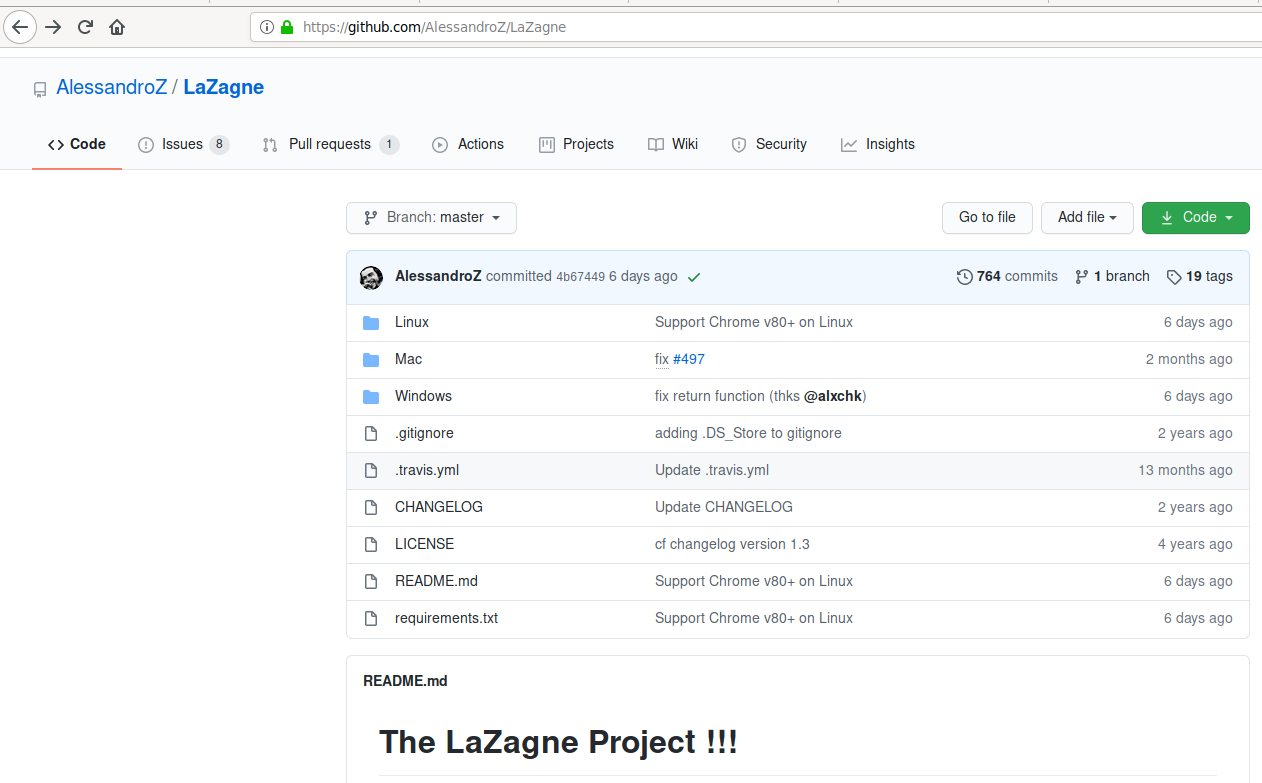 https://github.com/AlessandroZ/LaZagne
AlessandroZ / LaZagne
Code Issues 8 Pull requests 1 Actions Projects Wiki Security Insights
Branch: master Go to file Add file Code
AlessandroZ committed 4b67449 6 days ago 764 commits 1 branch 19 tags
Linux Support Chrome v80+ on Linux 6 days ago
Mac fix #497 2 months ago
Windows fix return function (thks @alxchk) 6 days ago
.gitignore adding .DS_Store to gitignore 2 years ago
.travis.yml Update .travis.yml 13 months ago
CHANGELOG Update CHANGELOG 2 years ago
LICENSE cf changelog version 1.3 4 years ago
README.md Support Chrome v80+ on Linux 6 days ago
requirements.txt Support Chrome v80+ on Linux 6 days ago
README.md
The LaZagne Project !!!